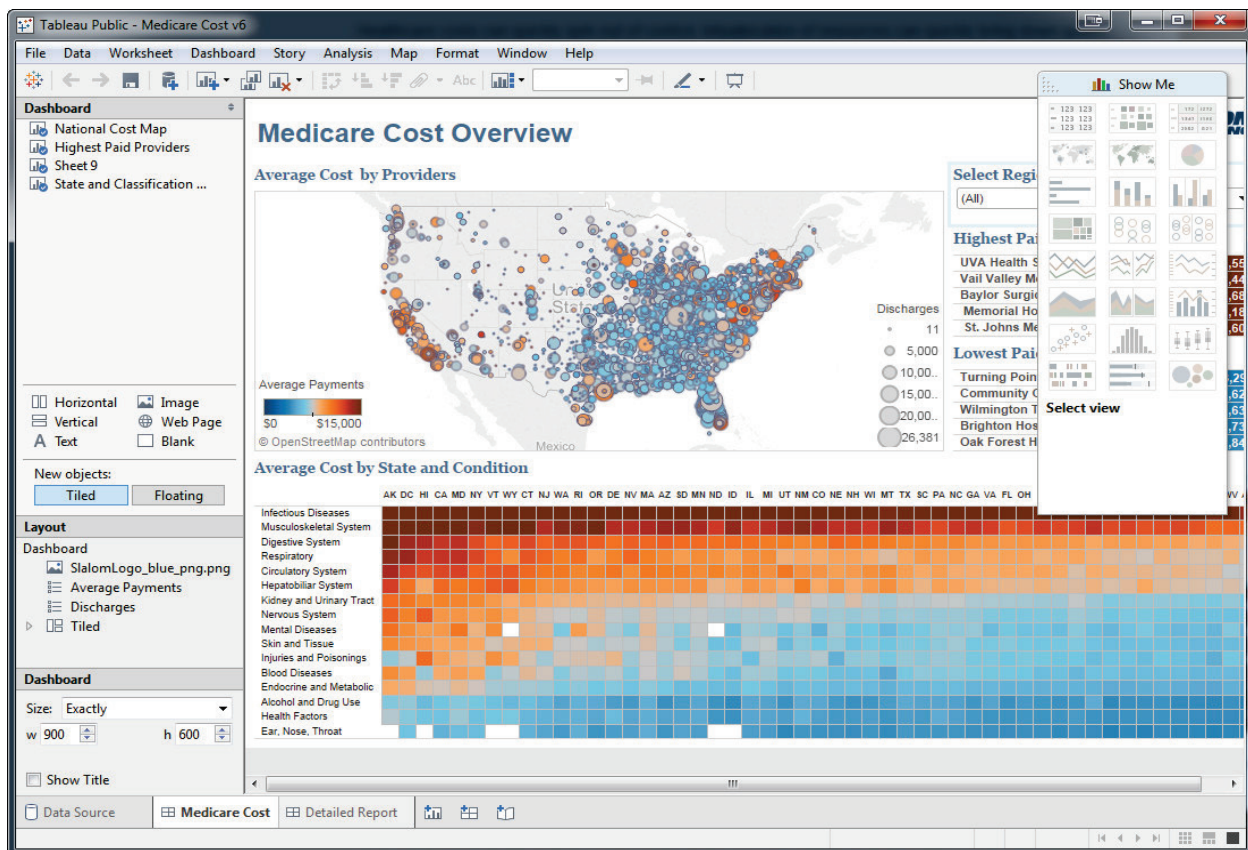 Tableau Public - Medicare Cost v6
File Data Worksheet Dashboard Story Analysis Map Format Window Help
Abc
Dashboard
National Cost Map
Highest Paid Providers
Sheet 9
State and Classification ...
Horizontal Image
Vertical Web Page
A Text Blank
New objects:
Tiled Floating
Layout
Dashboard
SlalomLogo_blue_png.png
Average Payments
Discharges
Tiled
Dashboard
Size: Exactly
w 900 h 600
Show Title
Medicare Cost Overview
Average Cost by Providers
United
States
Mexico
Average Payments
$0 $15,000
© OpenStreetMap contributors
Discharges
11
5,000
10,00..
15,00..
20,00..
26,381
Select Regi
(All)
Highest Pai
UVA Health S
Vail Valley M
Baylor Surgic
Memorial Ho
St. Johns Me
Lowest Paid
Turning Poin
Community C
Wilmington T
Brighton Hos
Oak Forest H
Show Me
Select view
Average Cost by State and Condition
AK DC HI CA MD NY VT WY CT NJ WA RI OR DE NV MA AZ SD MN ND ID IL MI UT NM CO NE NH WI MT TX SC PA NC GA VA FL OH WV
Infectious Diseases
Musculoskeletal System
Digestive System
Respiratory
Circulatory System
Hepatobiliar System
Kidney and Urinary Tract
Nervous System
Mental Diseases
Skin and Tissue
Injuries and Poisonings
Blood Diseases
Endocrine and Metabolic
Alcohol and Drug Use
Health Factors
Ear, Nose, Throat
Data Source Medicare Cost Detailed Report